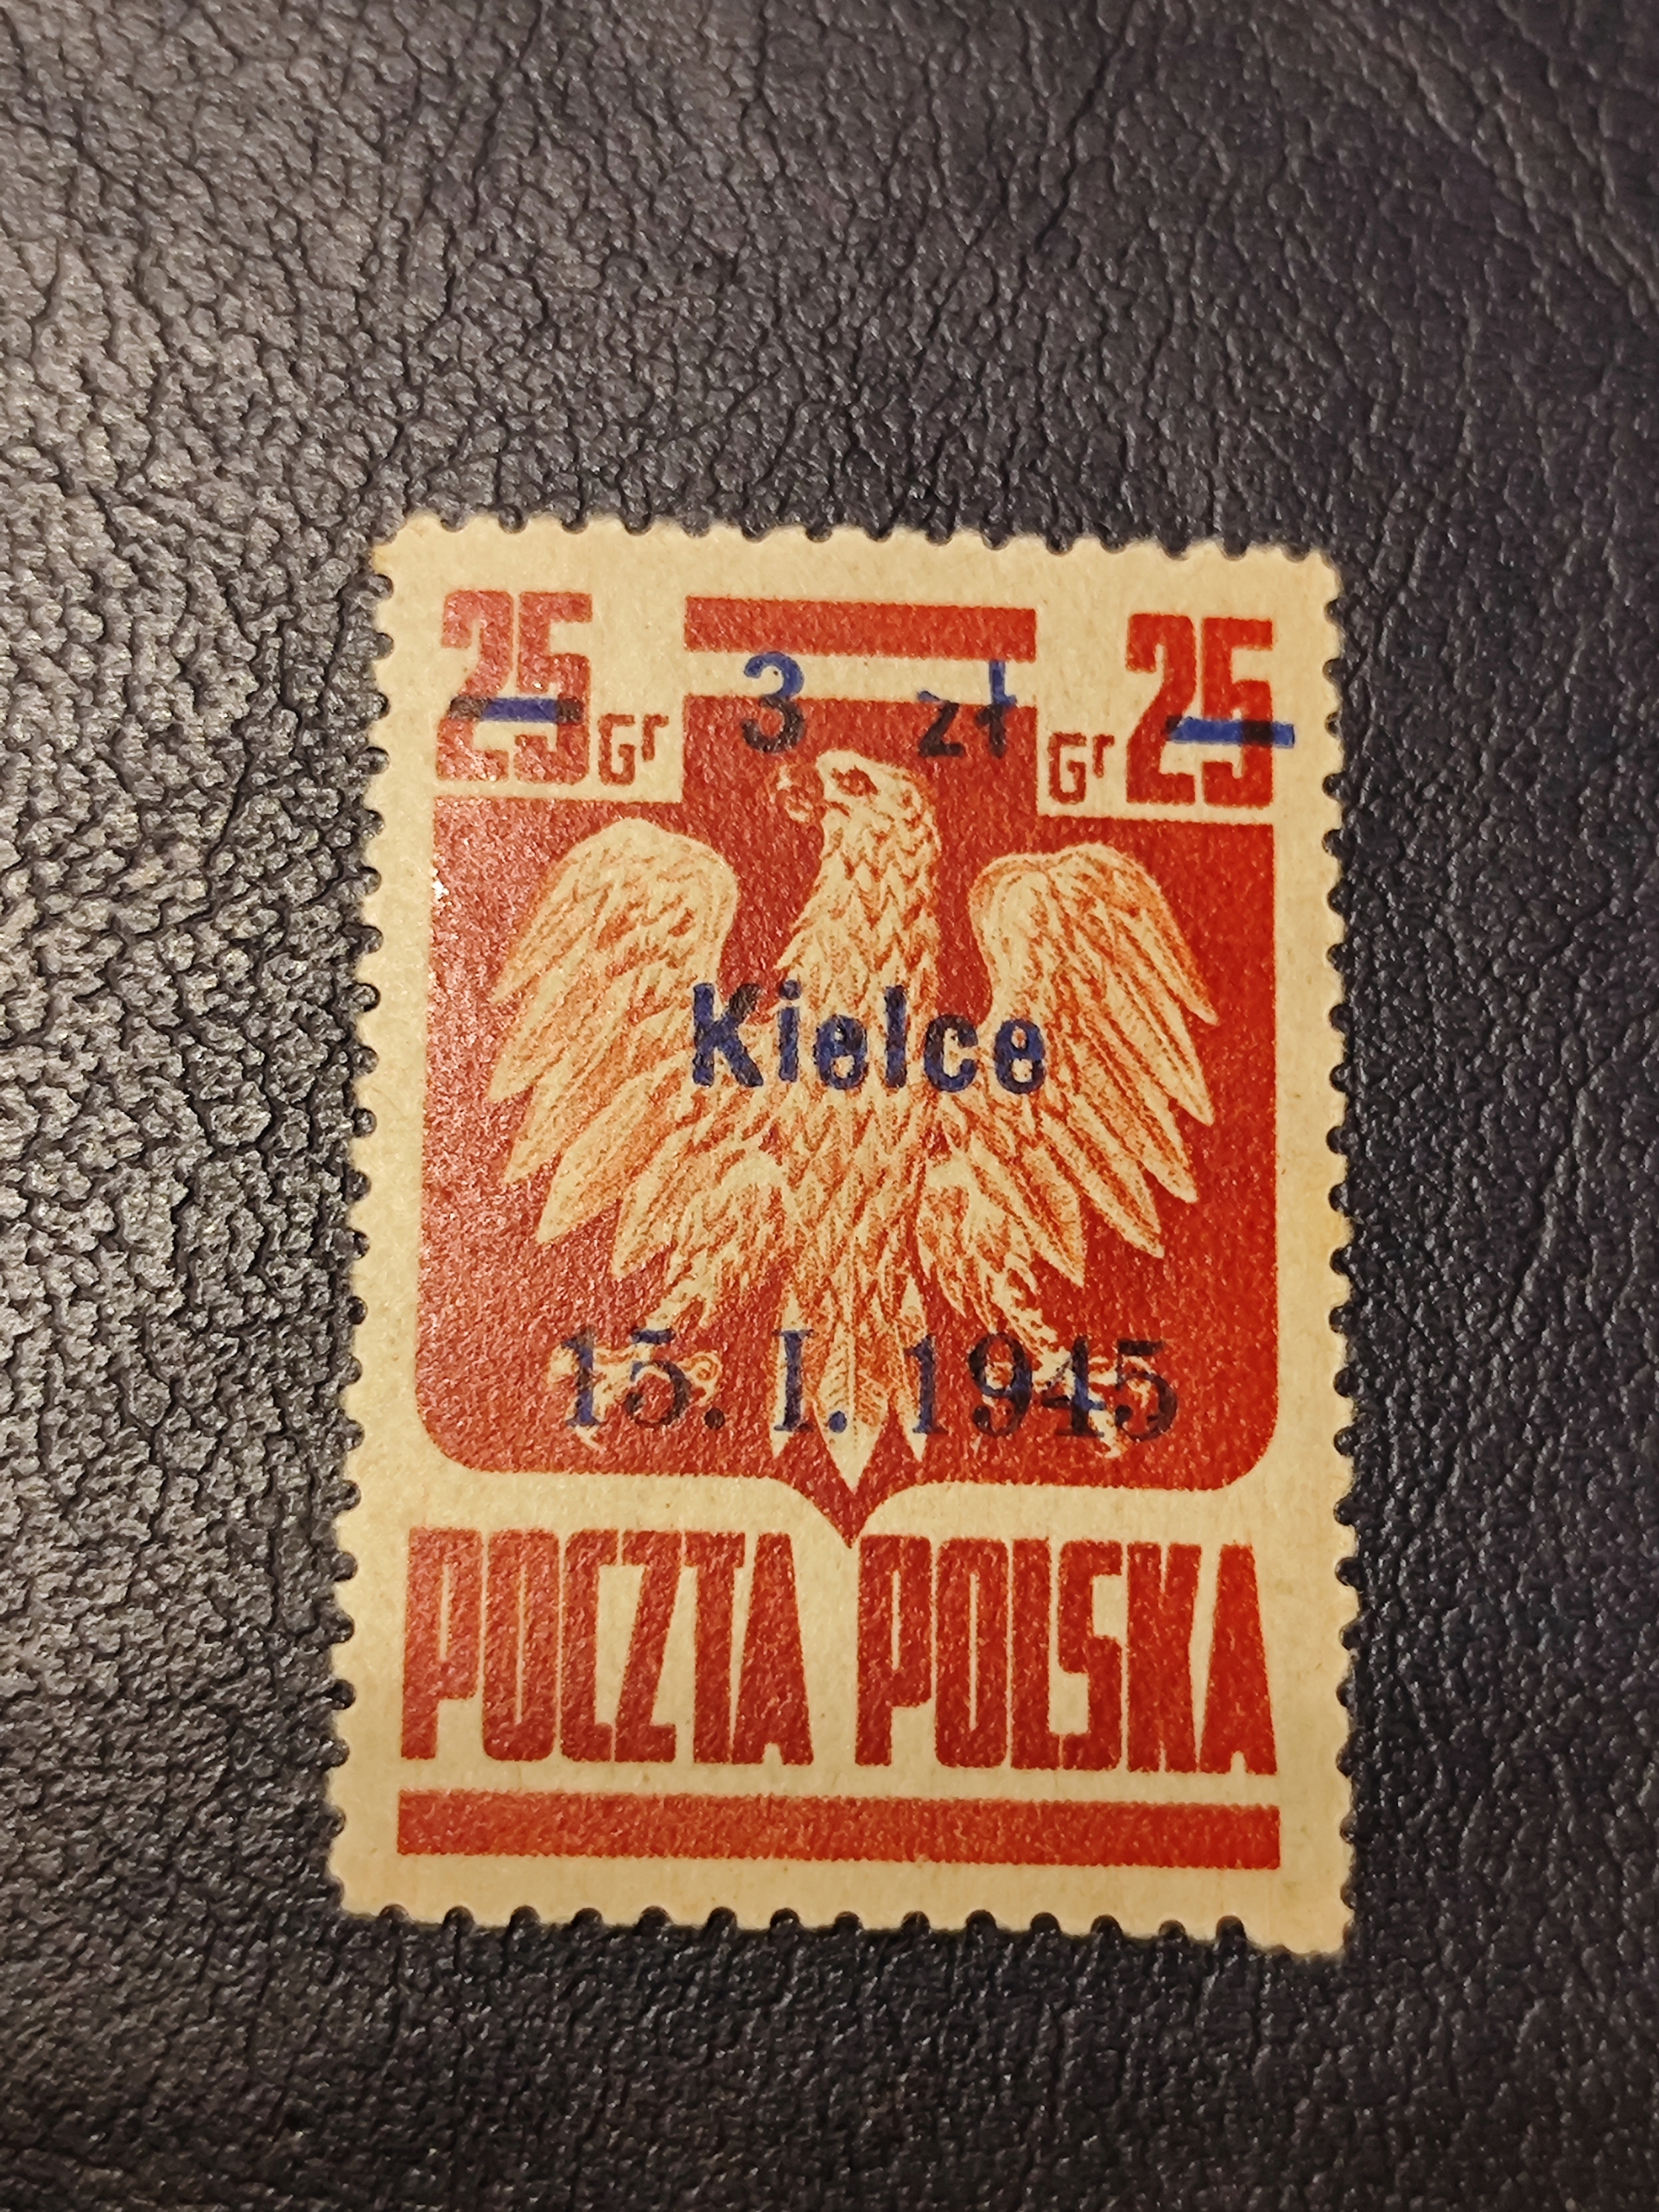 25 Gr 3 zł Gr 25
Kielce
15. I. 1945
POCZTA POLSKA